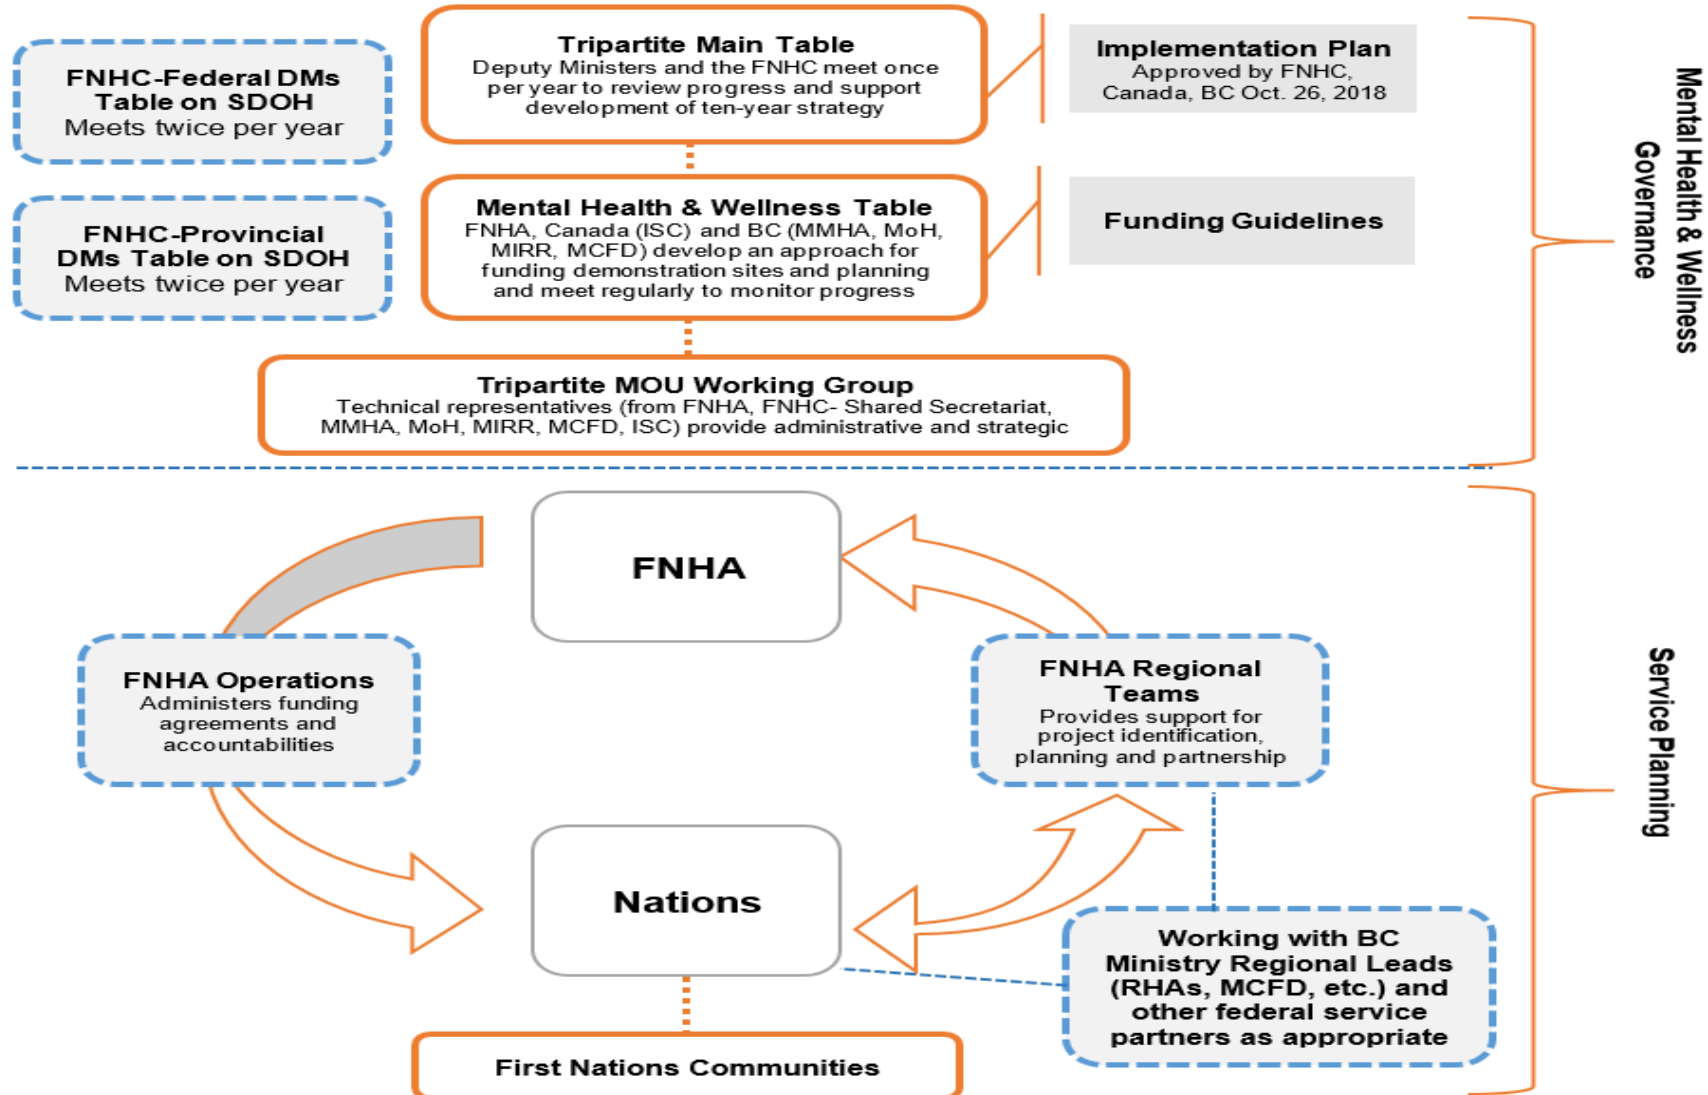 FNHC-Federal DMs
Table on SDOH
Meets twice per year
FNHC-Provincial
DMs Table on SDOH
Meets twice per year
Tripartite Main Table
Deputy Ministers and the FNHC meet once
per year to review progress and support
development of ten-year strategy
Implementation Plan
Approved by FNHC,
Canada, BC Oct. 26, 2018
Mental Health & Wellness Table
FNHA, Canada (ISC) and BC (MMHA, MoH,
MIRR, MCFD) develop an approach for
funding demonstration sites and planning
and meet regularly to monitor progress
Funding Guidelines
Tripartite MOU Working Group
Technical representatives (from FNHA, FNHC- Shared Secretariat,
MMHA, MoH, MIRR, MCFD, ISC) provide administrative and strategic
Mental Health & Wellness
Governance
FNHA
FNHA Operations
Administers funding
agreements and
accountabilities
FNHA Regional
Teams
Provides support for
project identification,
planning and partnership
Nations
Working with BC
Ministry Regional Leads
(RHAs, MCFD, etc.) and
other federal service
partners as appropriate
First Nations Communities
Service Planning